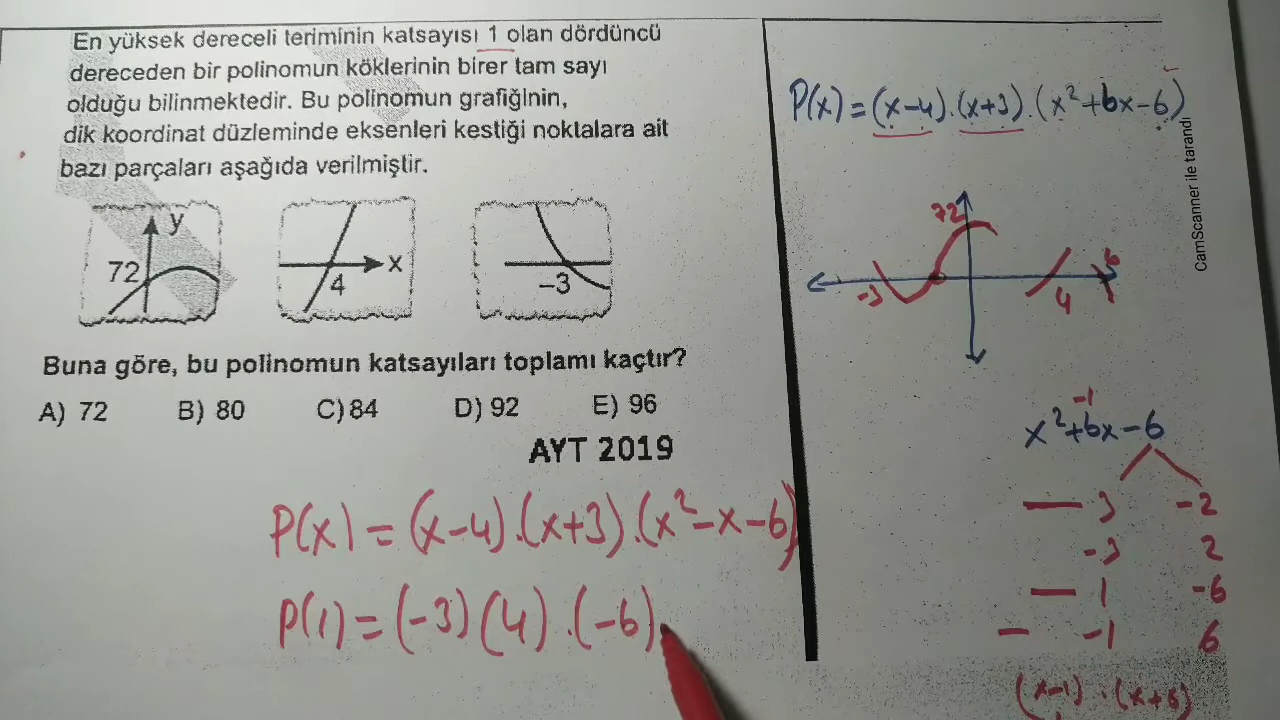 En yüksek dereceli teriminin katsayısı 1 olan dördüncü
dereceden bir polinomun köklerinin birer tam sayı
olduğu bilinmektedir. Bu polinomun grafiğinin,
dik koordinat düzleminde eksenleri kestiği noktalara ait
bazı parçaları aşağıda verilmiştir.
y
72
x
4
-3
Buna göre, bu polinomun katsayıları toplamı kaçtır?
A) 72 B) 80 C) 84 D) 92 E) 96
AYT 2019
P(x) = (x-4).(x+3).(x²-x-6)
P(1) = (-3)(4).(-6)
P(x) = (x-4).(x+3).(x²+bx-6)
CamScanner ile tarandı
72
-3
4
-1
x²+bx-6
3 -2
-3 2
1 -6
-1 6
(x-1).(x+6)